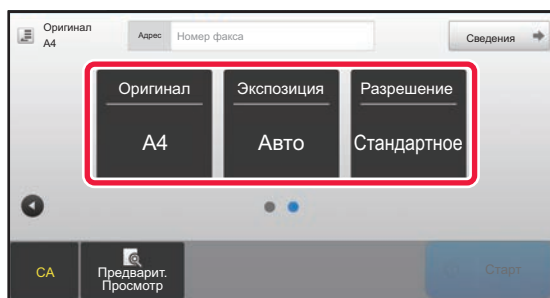 Оригинал
A4
Адрес Номер факса
Сведения
Оригинал Экспозиция Разрешение
A4 Авто Стандартное
CA Предварит.
Просмотр
Старт